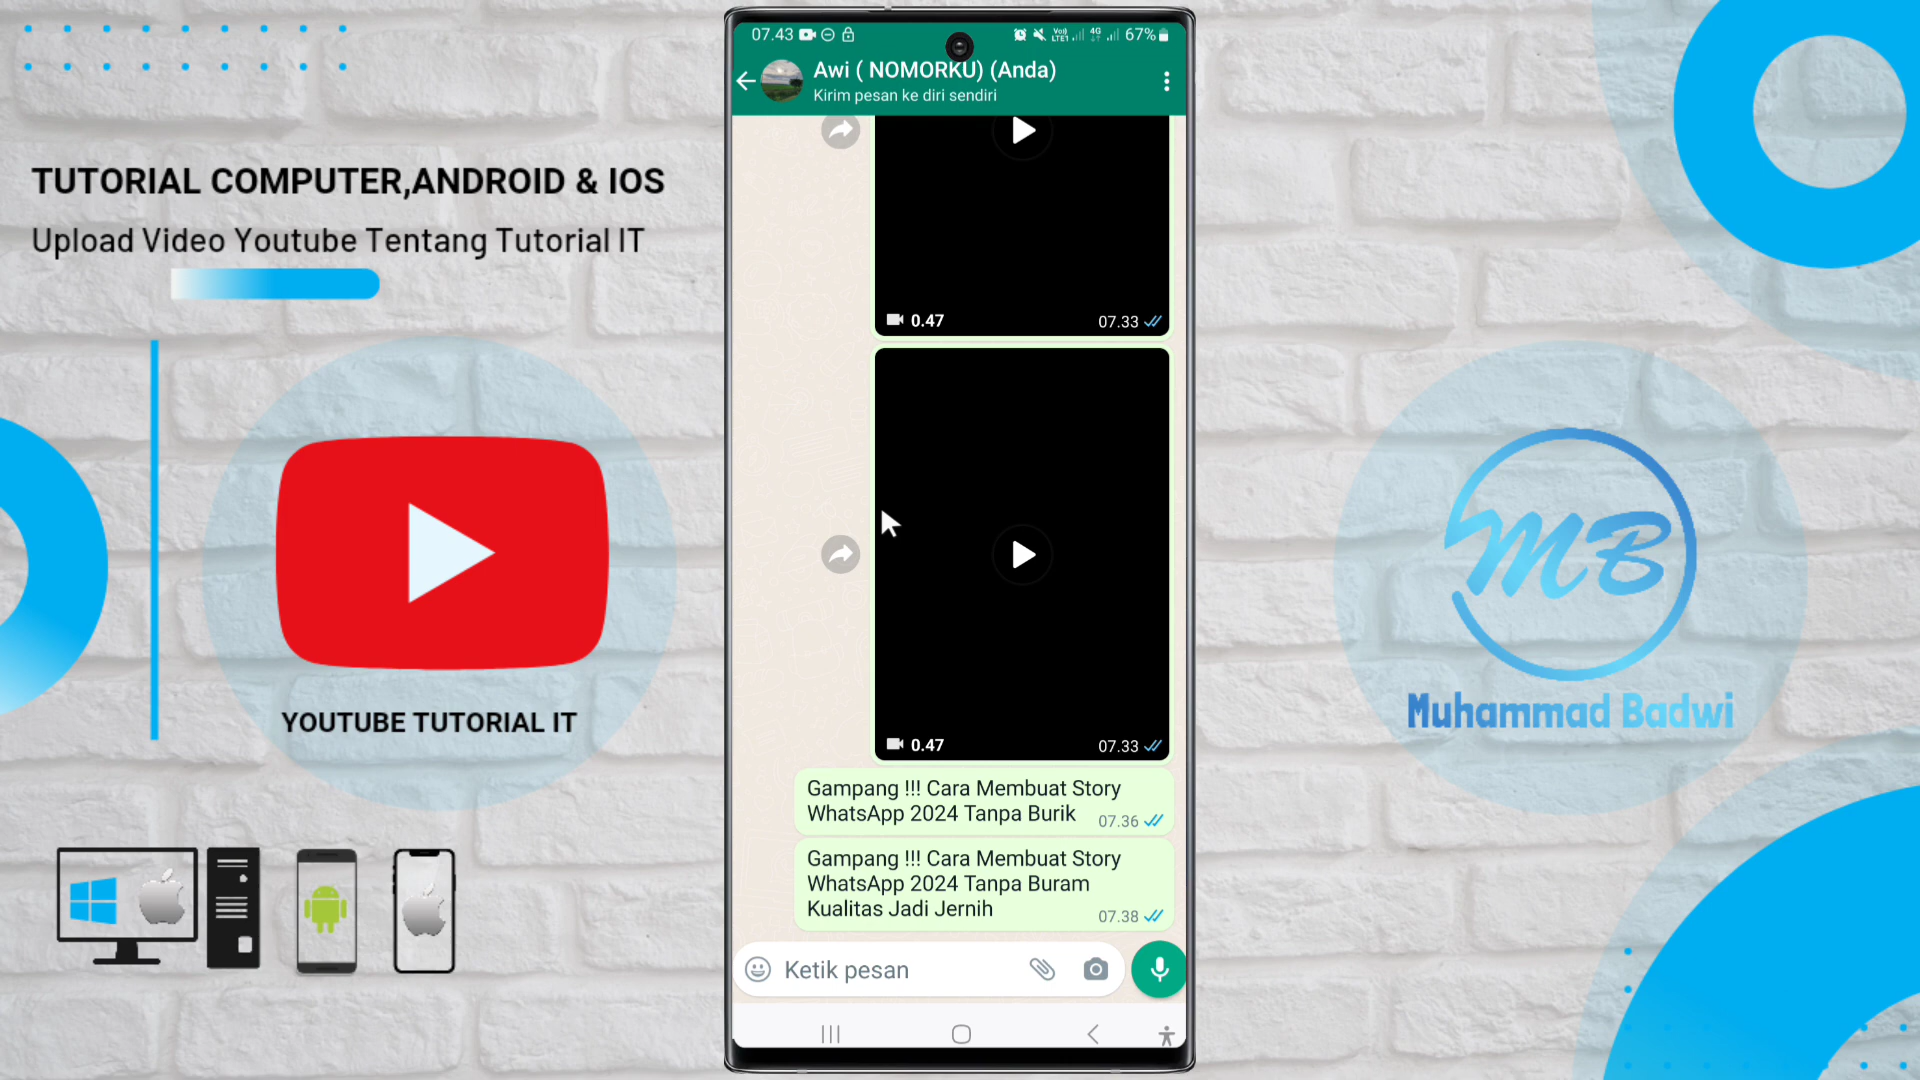 TUTORIAL COMPUTER,ANDROID & IOS
Upload Video Youtube Tentang Tutorial IT
YOUTUBE TUTORIAL IT
07.43
Vo)) LTE1 4G 67%
Awi ( NOMORKU) (Anda)
Kirim pesan ke diri sendiri
0.47 07.33
0.47 07.33
Gampang !!! Cara Membuat Story
WhatsApp 2024 Tanpa Burik 07.36
Gampang !!! Cara Membuat Story
WhatsApp 2024 Tanpa Buram
Kualitas Jadi Jernih 07.38
Ketik pesan
MB
Muhammad Badwi